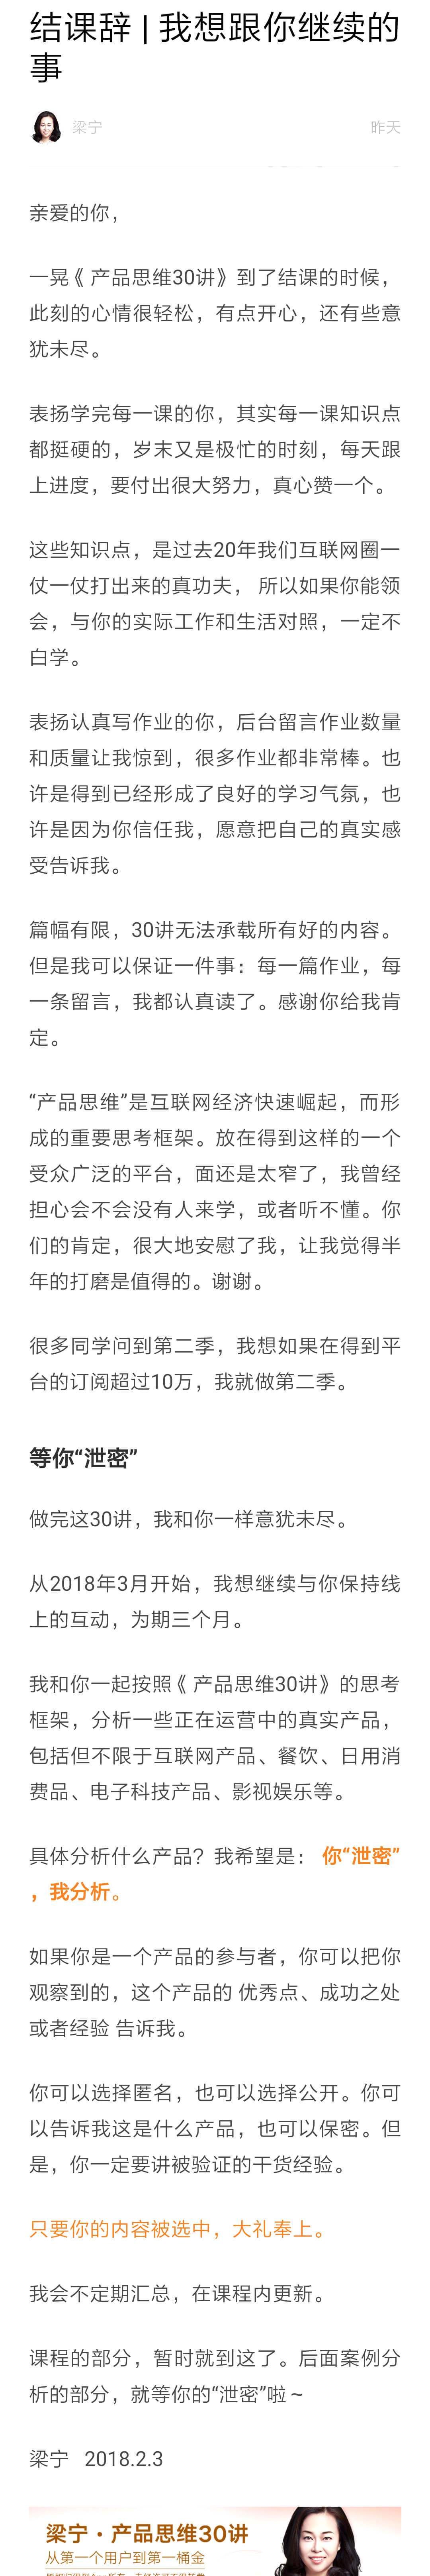 结课辞 | 我想跟你继续的
事
梁宁
昨天
亲爱的你，
一晃《 产品思维30讲》到了结课的时候，
此刻的心情很轻松，有点开心，还有些意
犹未尽。
表扬学完每一课的你，其实每一课知识点
都挺硬的，岁末又是极忙的时刻，每天跟
上进度，要付出很大努力，真心赞一个。
这些知识点，是过去20年我们互联网圈一
仗一仗打出来的真功夫， 所以如果你能领
会，与你的实际工作和生活对照，一定不
白学。
表扬认真写作业的你，后台留言作业数量
和质量让我惊到，很多作业都非常棒。也
许是得到已经形成了良好的学习气氛，也
许是因为你信任我，愿意把自己的真实感
受告诉我。
篇幅有限，30讲无法承载所有好的内容。
但是我可以保证一件事：每一篇作业，每
一条留言，我都认真读了。感谢你给我肯
定。
“产品思维”是互联网经济快速崛起，而形
成的重要思考框架。放在得到这样的一个
受众广泛的平台，面还是太窄了，我曾经
担心会不会没有人来学，或者听不懂。你
们的肯定，很大地安慰了我，让我觉得半
年的打磨是值得的。谢谢。
很多同学问到第二季，我想如果在得到平
台的订阅超过10万，我就做第二季。
等你“泄密”
做完这30讲，我和你一样意犹未尽。
从2018年3月开始，我想继续与你保持线
上的互动，为期三个月。
我和你一起按照《 产品思维30讲》的思考
框架，分析一些正在运营中的真实产品，
包括但不限于互联网产品、餐饮、日用消
费品、电子科技产品、影视娱乐等。
具体分析什么产品？我希望是： 你“泄密”
，我分析。
如果你是一个产品的参与者，你可以把你
观察到的，这个产品的 优秀点、成功之处
或者经验 告诉我。
你可以选择匿名，也可以选择公开。你可
以告诉我这是什么产品，也可以保密。但
是，你一定要讲被验证的干货经验。
只要你的内容被选中，大礼奉上。
我会不定期汇总，在课程内更新。
课程的部分，暂时就到这了。后面案例分
析的部分，就等你的“泄密”啦～
梁宁 2018.2.3
梁宁·产品思维30讲
从第一个用户到第一桶金